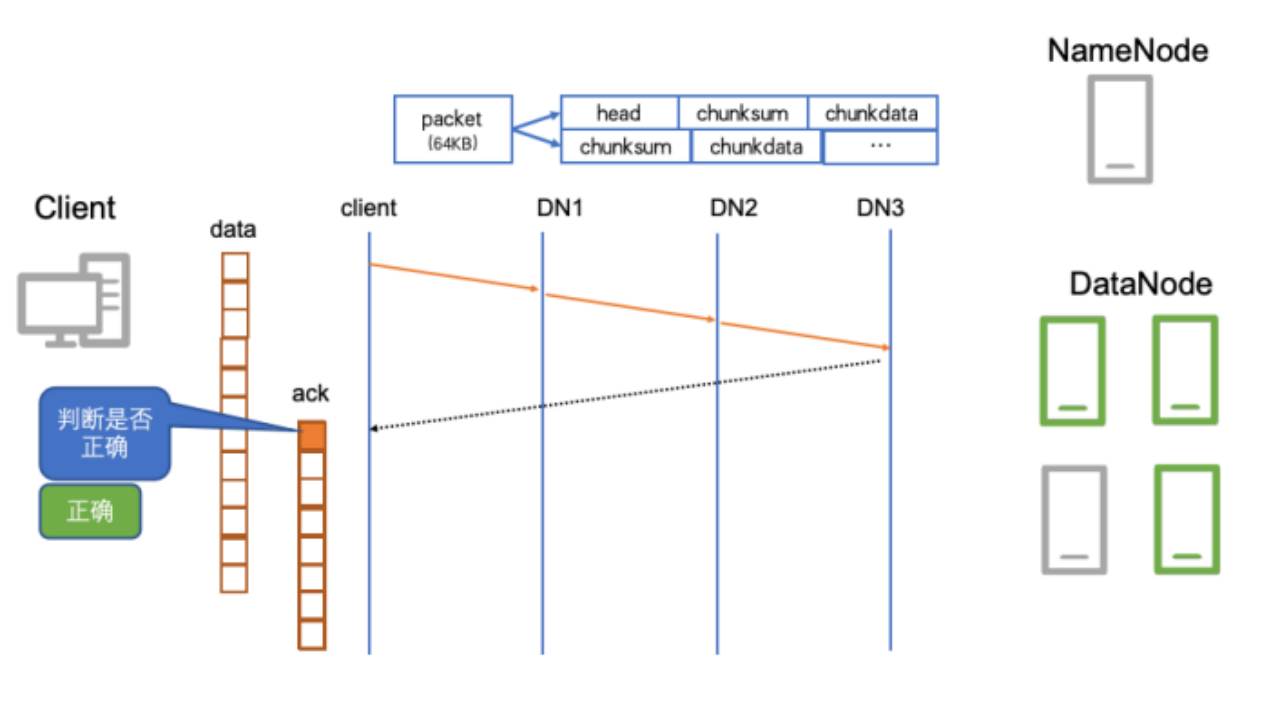 NameNode
packet
(64KB)
head
chunksum
chunkdata
chunksum
chunkdata
...
Client
data
client
DN1
DN2
DN3
DataNode
ack
判断是否
正确
正确